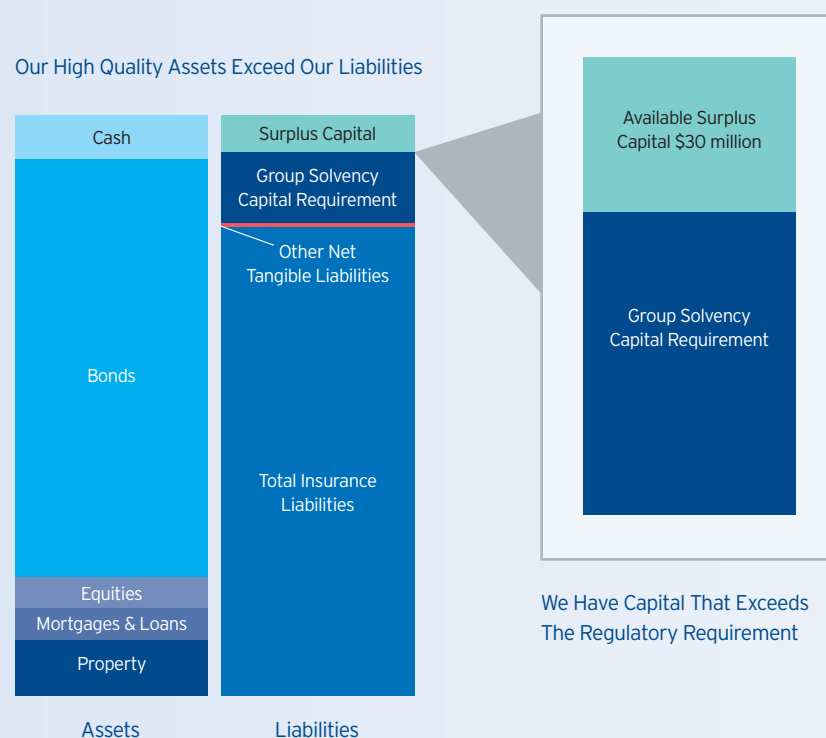 Our High Quality Assets Exceed Our Liabilities
Cash
Bonds
Equities
Mortgages & Loans
Property
Assets
Surplus Capital
Group Solvency
Capital Requirement
Other Net
Tangible Liabilities
Total Insurance
Liabilities
Liabilities
Available Surplus
Capital $30 million
Group Solvency
Capital Requirement
We Have Capital That Exceeds
The Regulatory Requirement